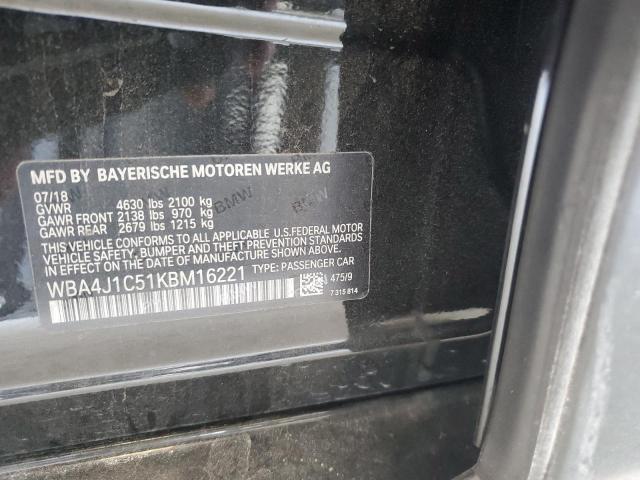 MFD BY BAYERISCHE MOTOREN WERKE AG
07/18
GVWR 4630 lbs 2100 kg
GAWR FRONT 2138 lbs 970 kg
GAWR REAR 2679 lbs 1215 kg
THIS VEHICLE CONFORMS TO ALL APPLICABLE U.S.FEDERAL MOTOR
VEHICLE SAFETY, BUMPER AND THEFT PREVENTION STANDARDS
IN EFFECT ON THE DATE OF MANUFACTURE SHOWN ABOVE.
WBA4J1C51KBM16221 TYPE: PASSENGER CAR
475/9
7 315 814
BMW
BMW
BMW